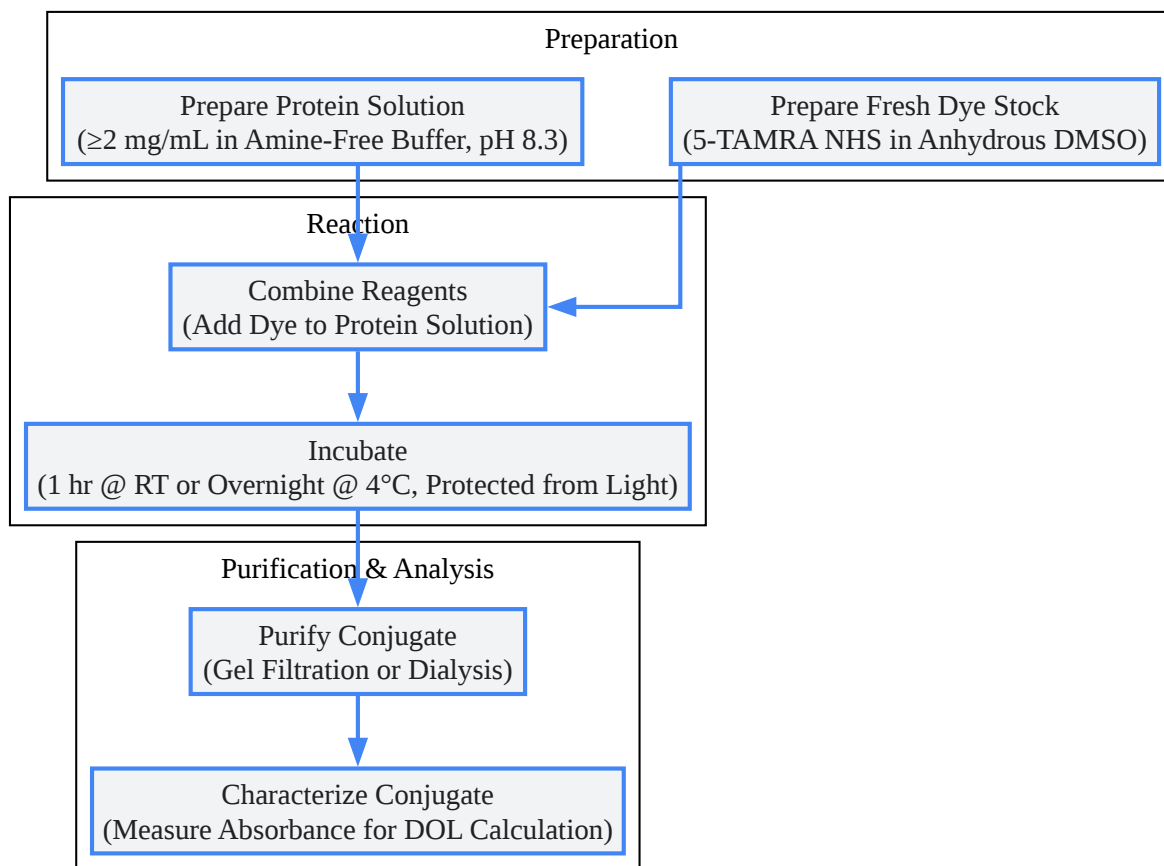 Preparation
Prepare Protein Solution
(≥2 mg/mL in Amine-Free Buffer, pH 8.3)
Prepare Fresh Dye Stock
(5-TAMRA NHS in Anhydrous DMSO)
Reaction
Combine Reagents
(Add Dye to Protein Solution)
Incubate
(1 hr @ RT or Overnight @ 4°C, Protected from Light)
Purification & Analysis
Purify Conjugate
(Gel Filtration or Dialysis)
Characterize Conjugate
(Measure Absorbance for DOL Calculation)